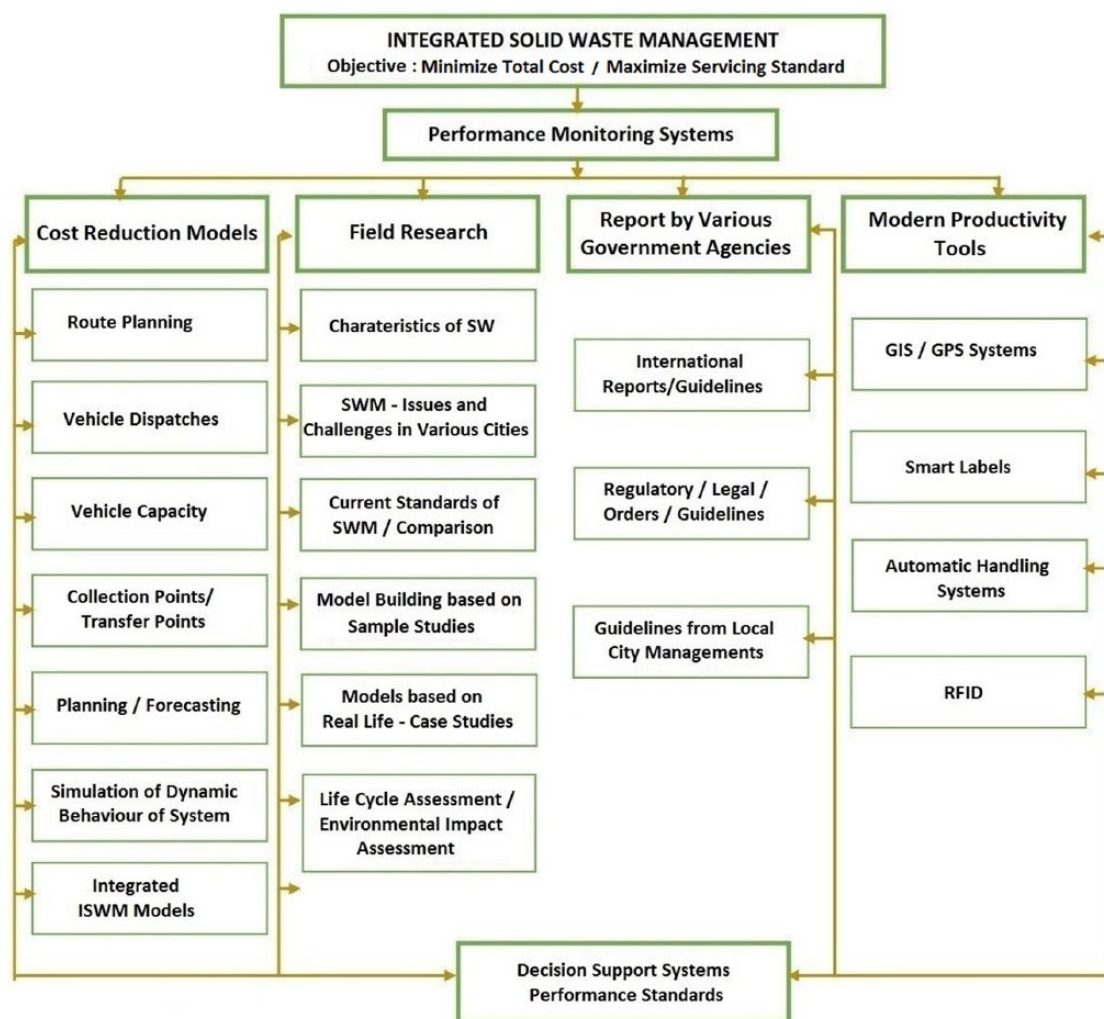 INTEGRATED SOLID WASTE MANAGEMENT
Objective : Minimize Total Cost / Maximize Servicing Standard
Performance Monitoring Systems
Cost Reduction Models
Route Planning
Vehicle Dispatches
Vehicle Capacity
Collection Points/
Transfer Points
Planning / Forecasting
Simulation of Dynamic
Behaviour of System
Integrated
ISWM Models
Field Research
Charateristics of SW
SWM - Issues and
Challenges in Various Cities
Current Standards of
SWM / Comparison
Model Building based on
Sample Studies
Models based on
Real Life - Case Studies
Life Cycle Assessment /
Environmental Impact
Assessment
Report by Various
Government Agencies
International
Reports/Guidelines
Regulatory / Legal /
Orders / Guidelines
Guidelines from Local
City Managements
Modern Productivity
Tools
GIS / GPS Systems
Smart Labels
Automatic Handling
Systems
RFID
Decision Support Systems
Performance Standards